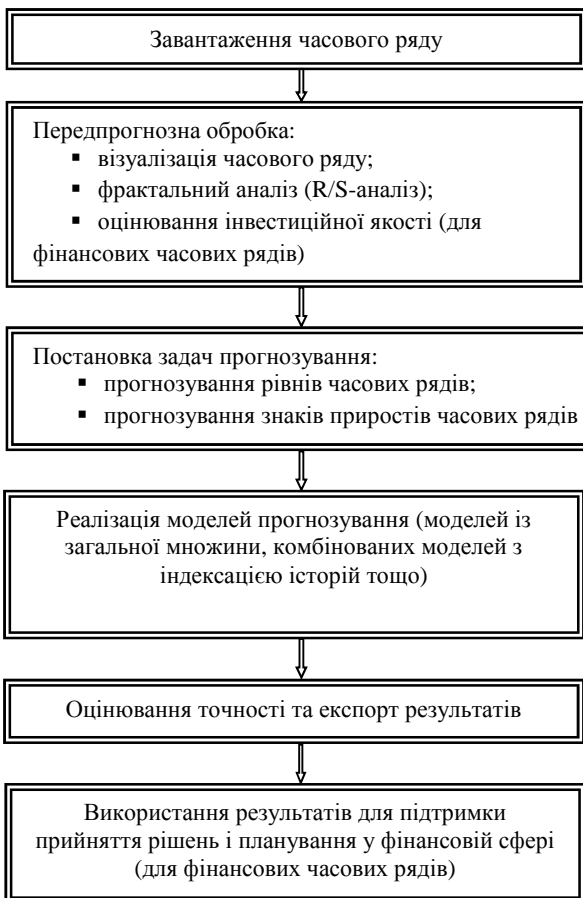 Завантаження часового ряду
Передпрогнозна обробка:
▪ візуалізація часового ряду;
▪ фрактальний аналіз (R/S-аналіз);
▪ оцінювання інвестиційної якості (для
фінансових часових рядів)
Постановка задач прогнозування:
▪ прогнозування рівнів часових рядів;
▪ прогнозування знаків приростів часових рядів
Реалізація моделей прогнозування (моделей із
загальної множини, комбінованих моделей з
індексацією історій тощо)
Оцінювання точності та експорт результатів
Використання результатів для підтримки
прийняття рішень і планування у фінансовій сфері
(для фінансових часових рядів)